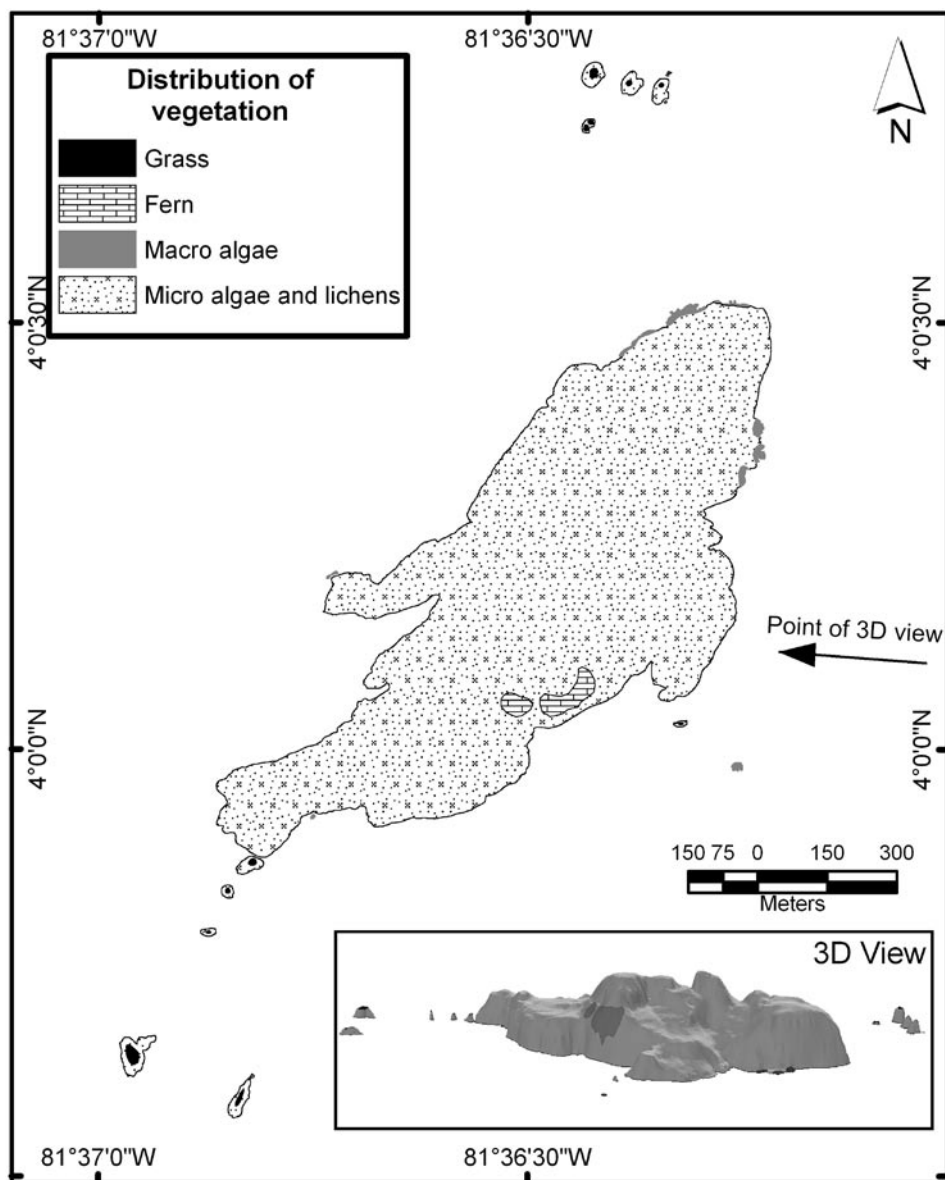 81°37'0"W
81°36'30"W
Distribution of
vegetation
Grass
Fern
Macro algae
Micro algae and lichens
N
4°0'30"N
4°0'30"N
Point of 3D view
4°0'0"N
4°0'0"N
150 75 0 150 300
Meters
3D View
81°37'0"W
81°36'30"W